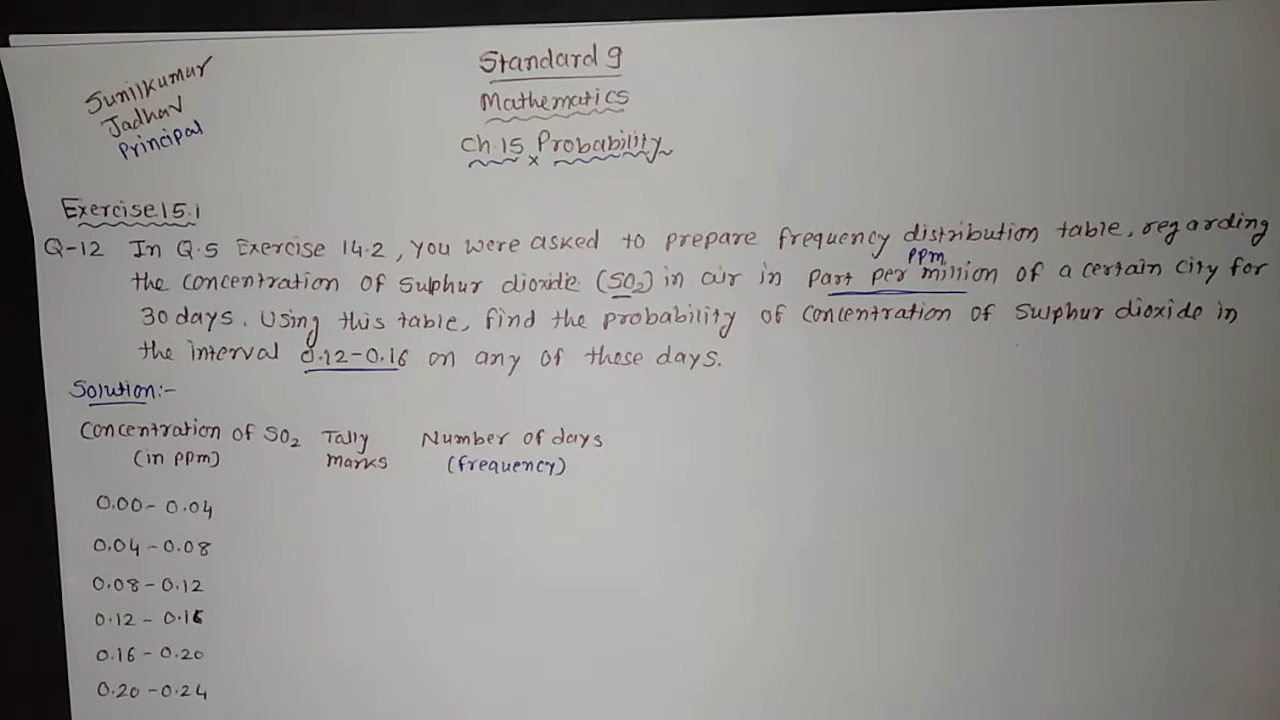 Sunilkumar
Jadhav
Principal
Standard 9
Mathematics
Ch.15 Probability
x
Exercise 15.1
Q-12 In Q.5 Exercise 14.2, you were asked to prepare frequency distribution table, regarding
PPM
the concentration of Sulphur dioxide (SO₂) in air in part per million of a certain city for
30 days. Using this table, find the probability of concentration of Sulphur dioxide in
the interval 0.12-0.16 on any of these days.
Solution:-
Concentration of SO₂ Tally Number of days
(in ppm) marks (frequency)
0.00-0.04
0.04-0.08
0.08-0.12
0.12-0.16
0.16-0.20
0.20-0.24